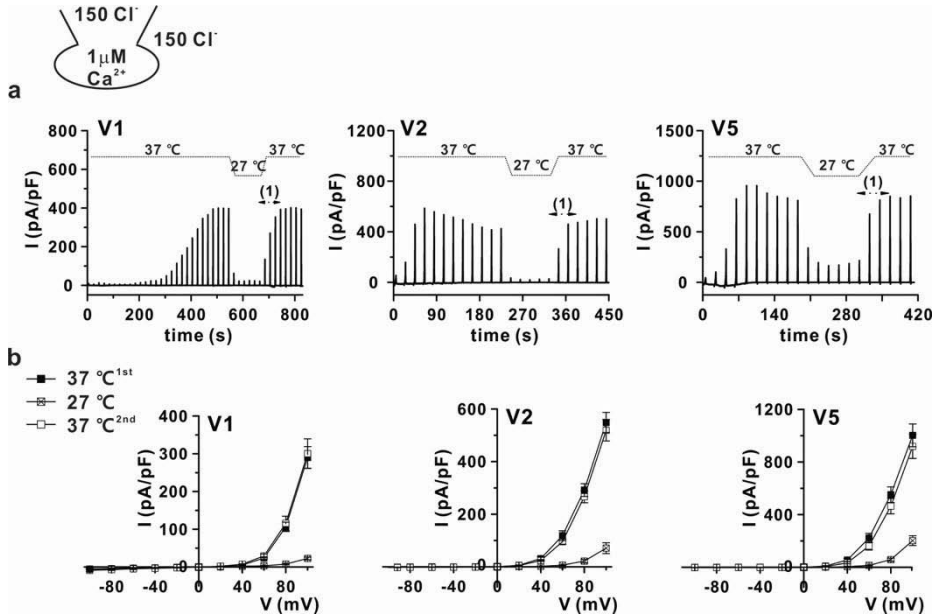 150 Cl⁻
150 Cl⁻
1μM
Ca²⁺
a
V1
800
600
400
200
0
I (pA/pF)
37 ℃
27 ℃
37 ℃
(1)
0 200 400 600 800
time (s)
V2
1200
900
600
300
0
I (pA/pF)
37 ℃
27 ℃
37 ℃
(1)
0 90 180 270 360 450
time (s)
V5
1500
1000
500
0
I (pA/pF)
37 ℃
27 ℃
37 ℃
(1)
0 140 280 420
time (s)
b
37 ℃¹ˢᵗ
27 ℃
37 ℃²ⁿᵈ
V1
400
300
200
100
I (pA/pF)
-80 -40 0 40 80
V (mV)
V2
600
400
200
0
I (pA/pF)
-80 -40 0 40 80
V (mV)
V5
1200
800
400
0
I (pA/pF)
-80 -40 0 40 80
V (mV)